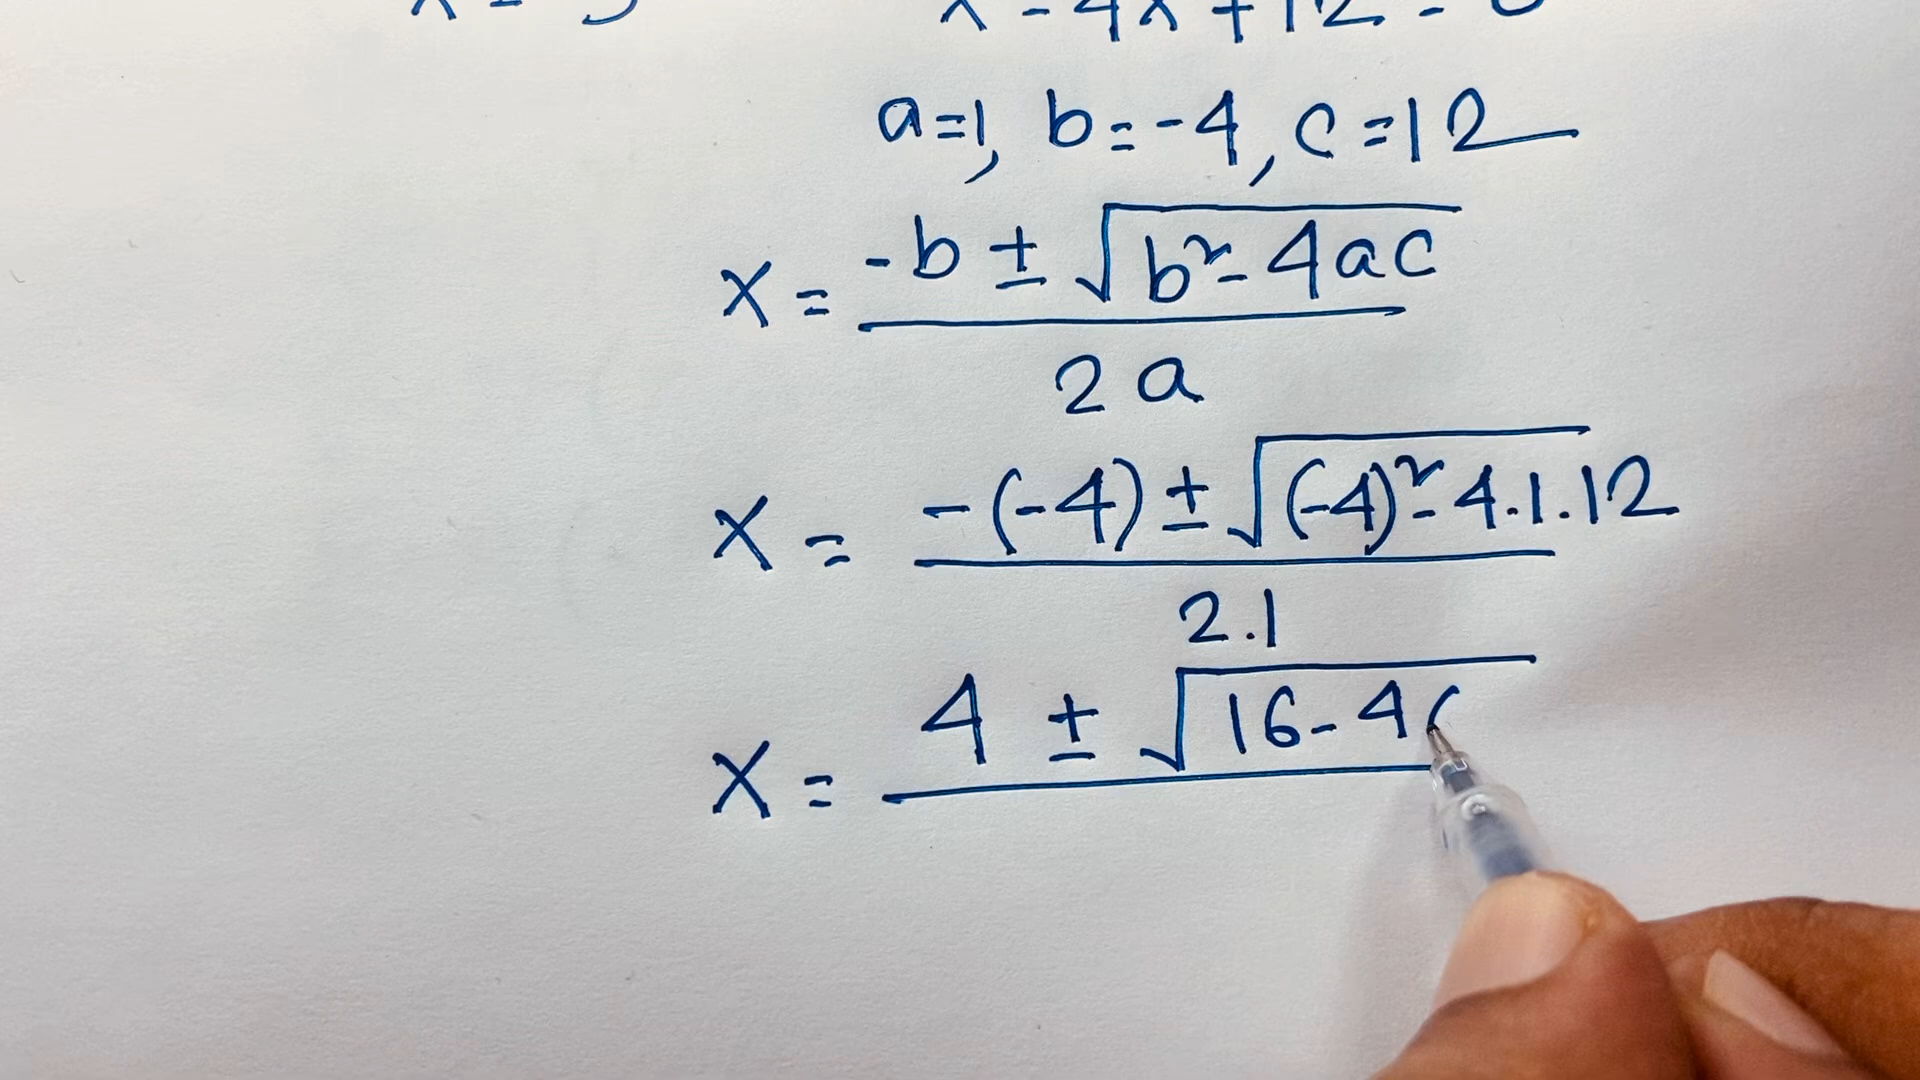 a=1, b=-4, c=12
x = -b ± √b²-4ac
2a
x = -(-4) ± √(-4)²-4.1.12
2.1
x = 4 ± √16-4